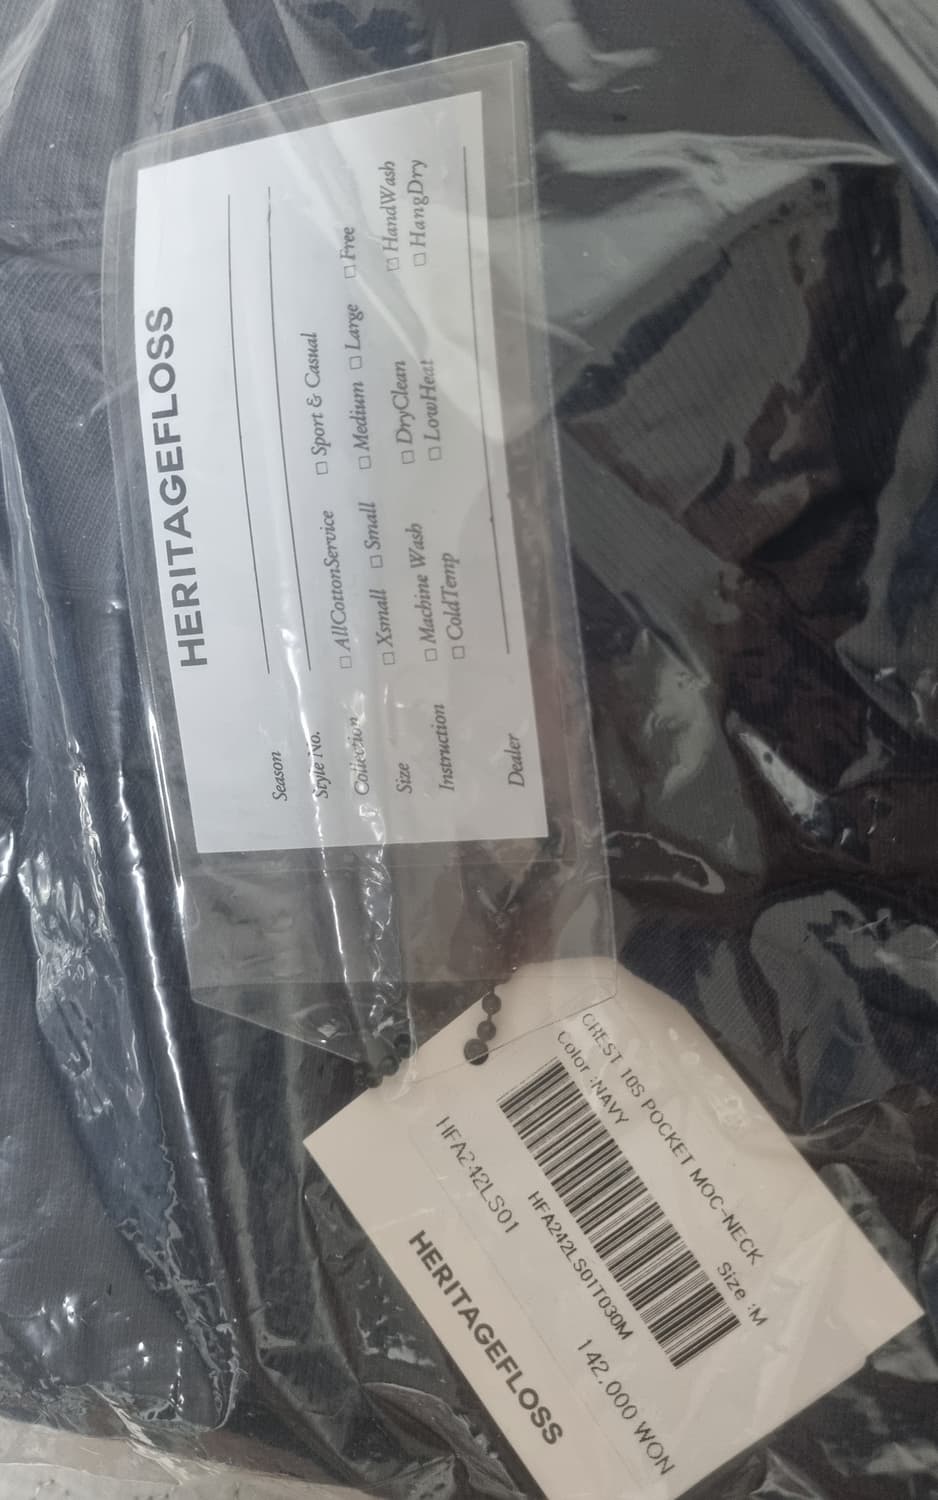 HERITAGEFLOSS
Season
Style No.
Collection □ AllCottonService □ Sport & Casual
Size □ Xsmall □ Small □ Medium □ Large □ Free
Instruction □ Machine Wash □ DryClean □ HandWash
□ ColdTemp □ LowHeat □ HangDry
Dealer
CREST 10S POCKET MOC-NECK
Color :NAVY Size :M
HFA242LS01T030M
HFA242LS01 142,000 WON
HERITAGEFLOSS